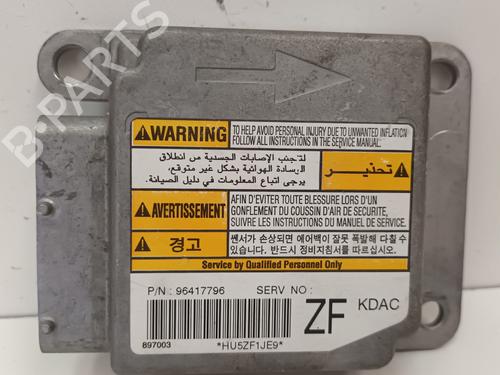 WARNING
TO HELP AVOID PERSONAL INJURY DUE TO UNWANTED INFLATION
FOLLOW ALL INSTRUCTIONS IN THE SERVICE MANUAL.
تحذير
لتجنب الإصابات الجسدية من انطلاق
الوسادة الهوائية بشكل غير متوقع،
يرجى اتباع المعلومات في دليل الصيانة.
AVERTISSEMENT
AFIN D'EVITER TOUTE BLESSURE LORS D'UN
GONFLEMENT DU COUSSIN D'AIR DE SECURITE,
SUIVRE LES INSTRUCTIONS DU MANUEL DE SERVICE.
경고
센서가 손상되면 에어백이 잘못 폭발해 다칠 수
있습니다. 반드시 정비지침서를 따르십시오.
Service by Qualified Personnel Only
P/N : 96417796 SERV NO :
ZF KDAC
897003 *HU5ZF1JE9*
B-PARTS